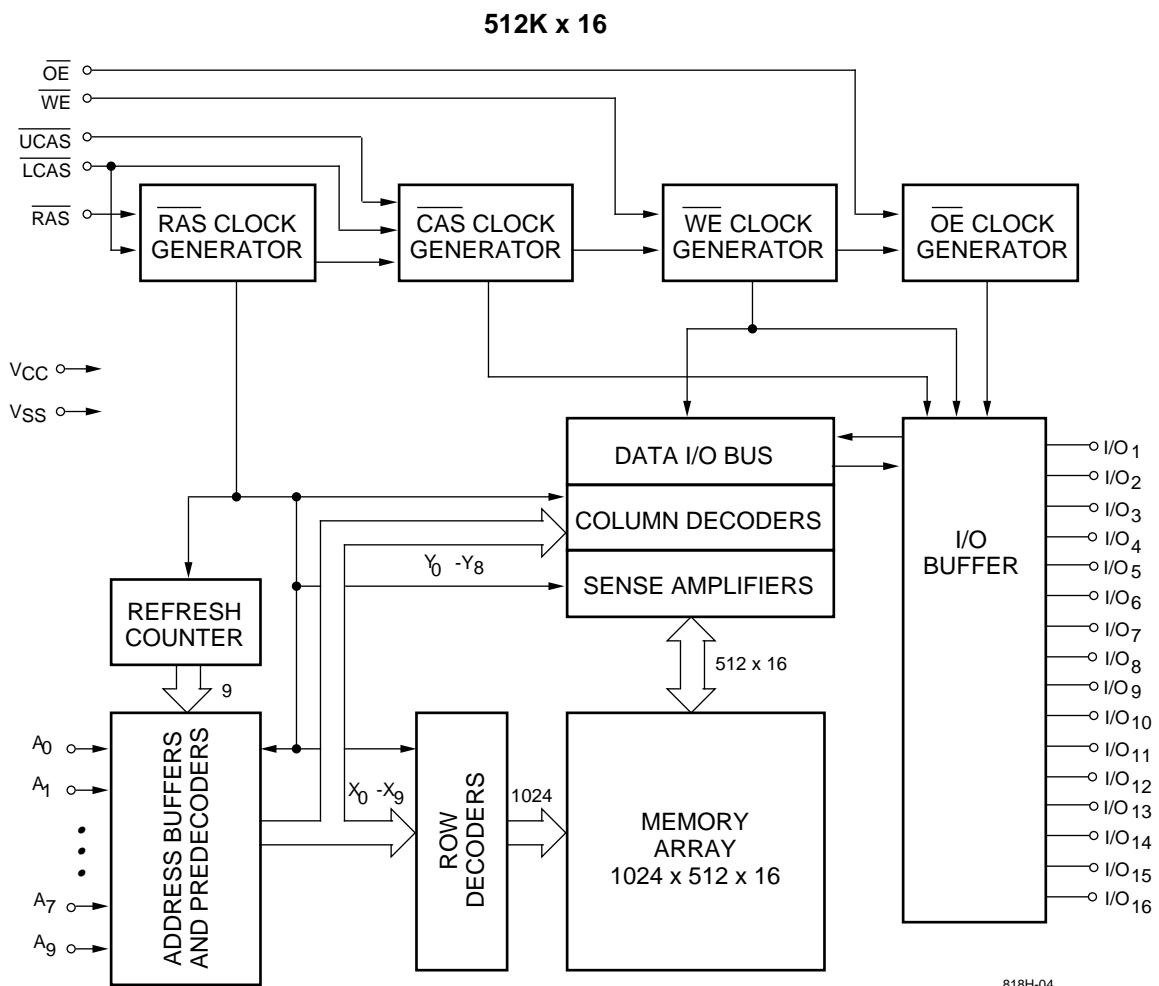 512K x 16
OE
WE
UCAS
LCAS
RAS
RAS CLOCK
GENERATOR
CAS CLOCK
GENERATOR
WE CLOCK
GENERATOR
OE CLOCK
GENERATOR
VCC
VSS
DATA I/O BUS
COLUMN DECODERS
SENSE AMPLIFIERS
Y0 -Y8
REFRESH
COUNTER
9
512 x 16
I/O
BUFFER
I/O1
I/O2
I/O3
I/O4
I/O5
I/O6
I/O7
I/O8
I/O9
I/O10
I/O11
I/O12
I/O13
I/O14
I/O15
I/O16
A0
A1
A7
A9
ADDRESS BUFFERS
AND PREDECODERS
X0 -X9
ROW
DECODERS
1024
MEMORY
ARRAY
1024 x 512 x 16
818H-04